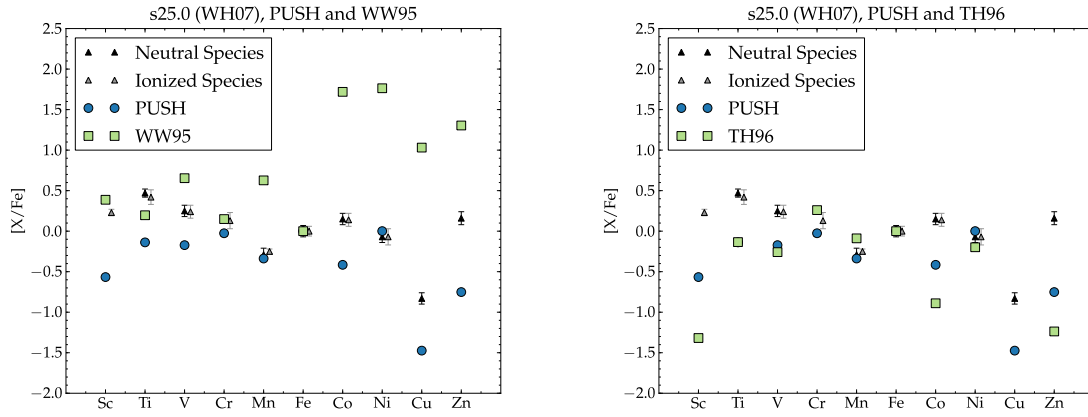 s25.0 (WH07), PUSH and WW95
2.5
2.0
1.5
1.0
0.5
0.0
−0.5
−1.0
−1.5
−2.0
[X/Fe]
Neutral Species
Ionized Species
PUSH
WW95
Sc Ti V Cr Mn Fe Co Ni Cu Zn
s25.0 (WH07), PUSH and TH96
2.5
2.0
1.5
1.0
0.5
0.0
−0.5
−1.0
−1.5
−2.0
[X/Fe]
Neutral Species
Ionized Species
PUSH
TH96
Sc Ti V Cr Mn Fe Co Ni Cu Zn